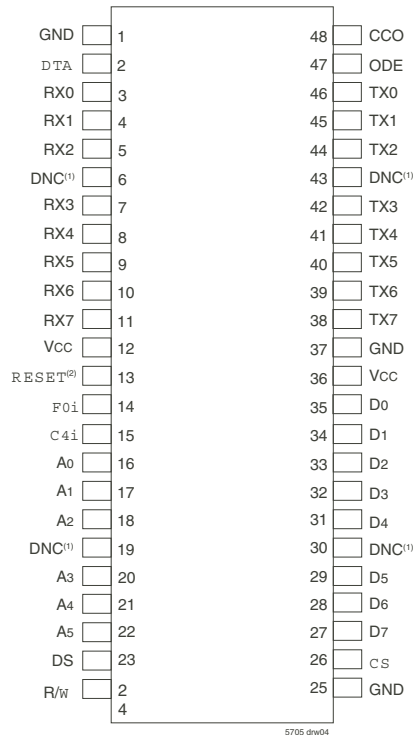 GND 1 48 CCO
DTA 2 47 ODE
RX0 3 46 TX0
RX1 4 45 TX1
RX2 5 44 TX2
DNC(1) 6 43 DNC(1)
RX3 7 42 TX3
RX4 8 41 TX4
RX5 9 40 TX5
RX6 10 39 TX6
RX7 11 38 TX7
VCC 12 37 GND
RESET(2) 13 36 VCC
F0i 14 35 D0
C4i 15 34 D1
A0 16 33 D2
A1 17 32 D3
A2 18 31 D4
DNC(1) 19 30 DNC(1)
A3 20 29 D5
A4 21 28 D6
A5 22 27 D7
DS 23 26 CS
R/W 2 25 GND
4
5705 drw04